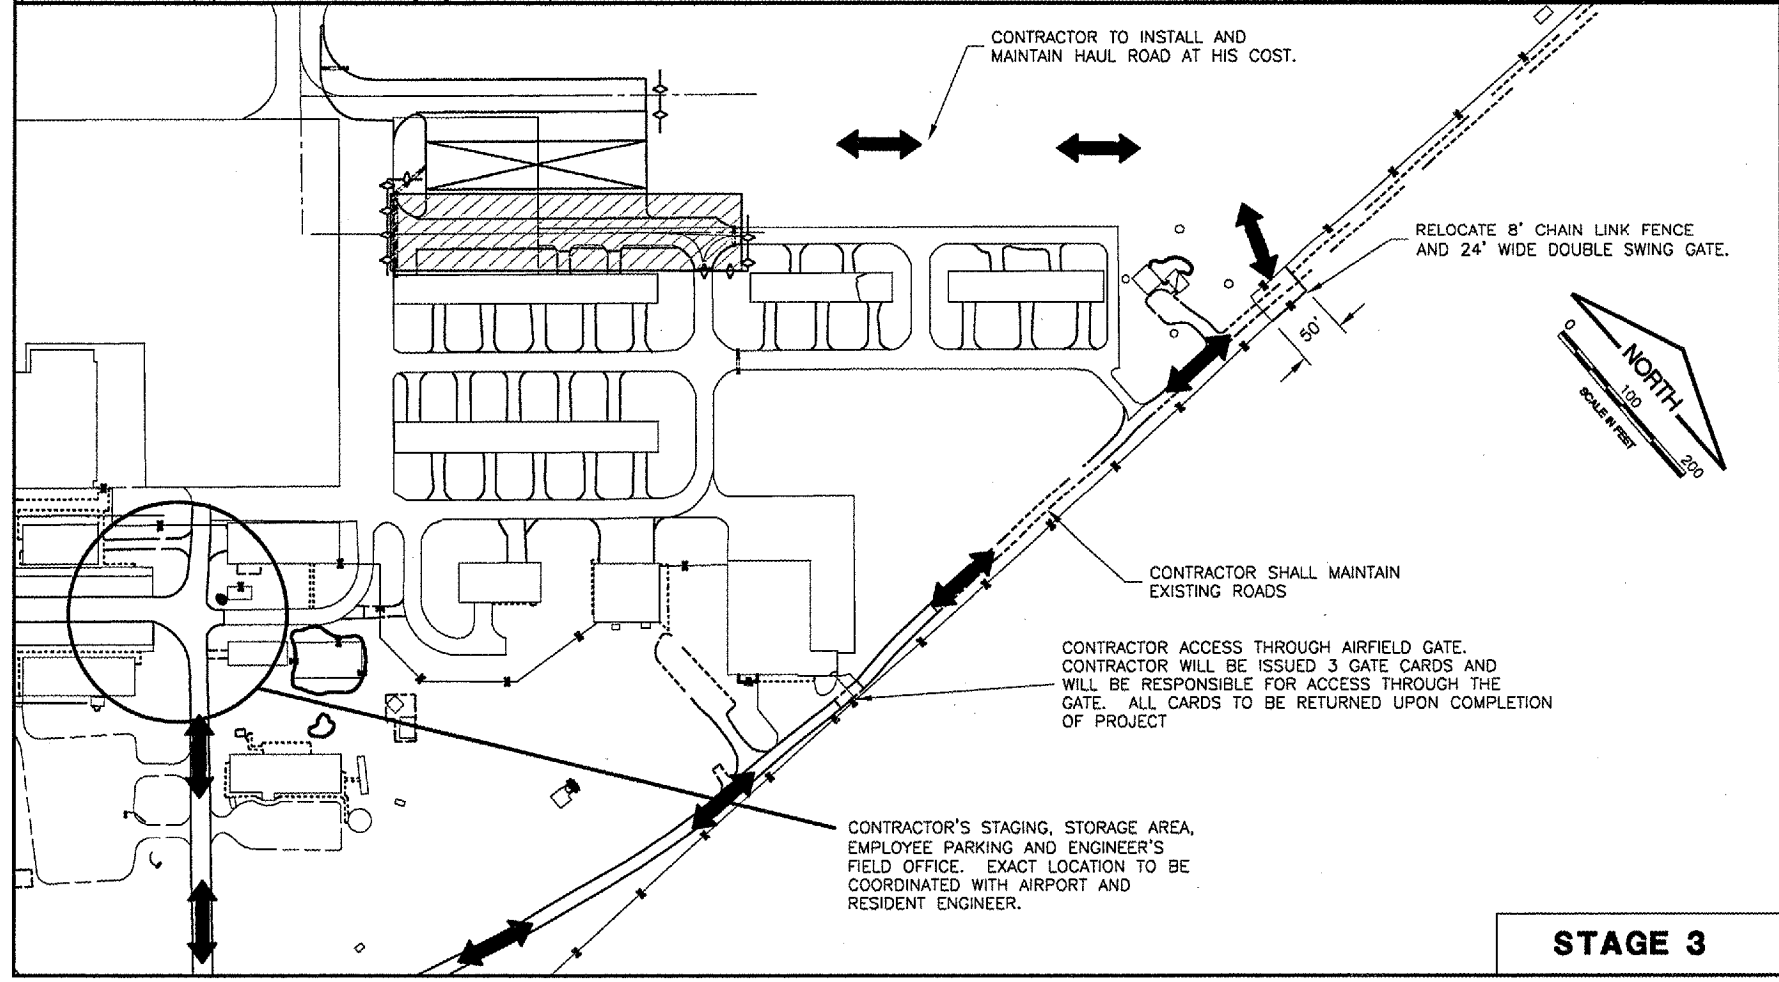 CONTRACTOR TO INSTALL AND
MAINTAIN HAUL ROAD AT HIS COST.
RELOCATE 8' CHAIN LINK FENCE
AND 24' WIDE DOUBLE SWING GATE.
50'
NORTH
0
100
200
SCALE IN FEET
CONTRACTOR SHALL MAINTAIN
EXISTING ROADS
CONTRACTOR ACCESS THROUGH AIRFIELD GATE.
CONTRACTOR WILL BE ISSUED 3 GATE CARDS AND
WILL BE RESPONSIBLE FOR ACCESS THROUGH THE
GATE. ALL CARDS TO BE RETURNED UPON COMPLETION
OF PROJECT
CONTRACTOR'S STAGING, STORAGE AREA,
EMPLOYEE PARKING AND ENGINEER'S
FIELD OFFICE. EXACT LOCATION TO BE
COORDINATED WITH AIRPORT AND
RESIDENT ENGINEER.
STAGE 3